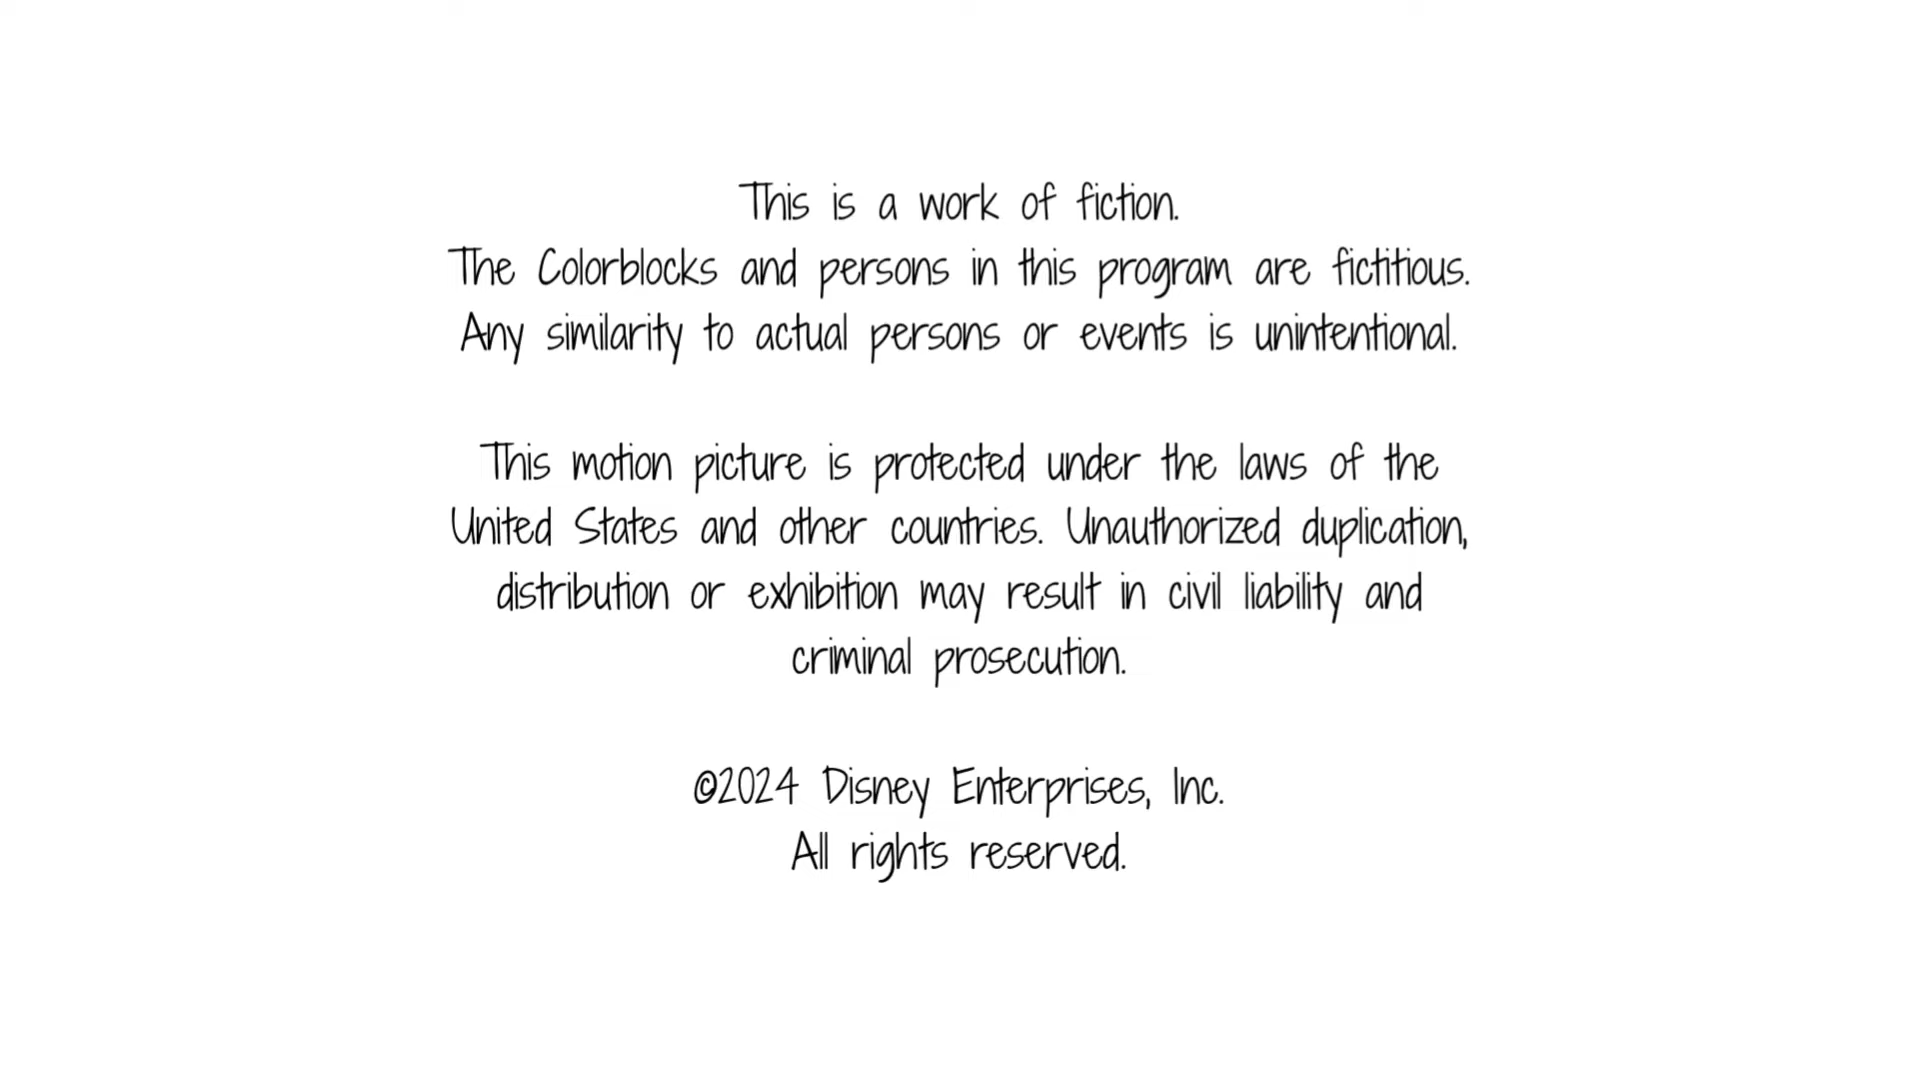 This is a work of fiction.
The Colorblocks and persons in this program are fictitious.
Any similarity to actual persons or events is unintentional.
This motion picture is protected under the laws of the
United States and other countries. Unauthorized duplication,
distribution or exhibition may result in civil liability and
criminal prosecution.
©2024 Disney Enterprises, Inc.
All rights reserved.